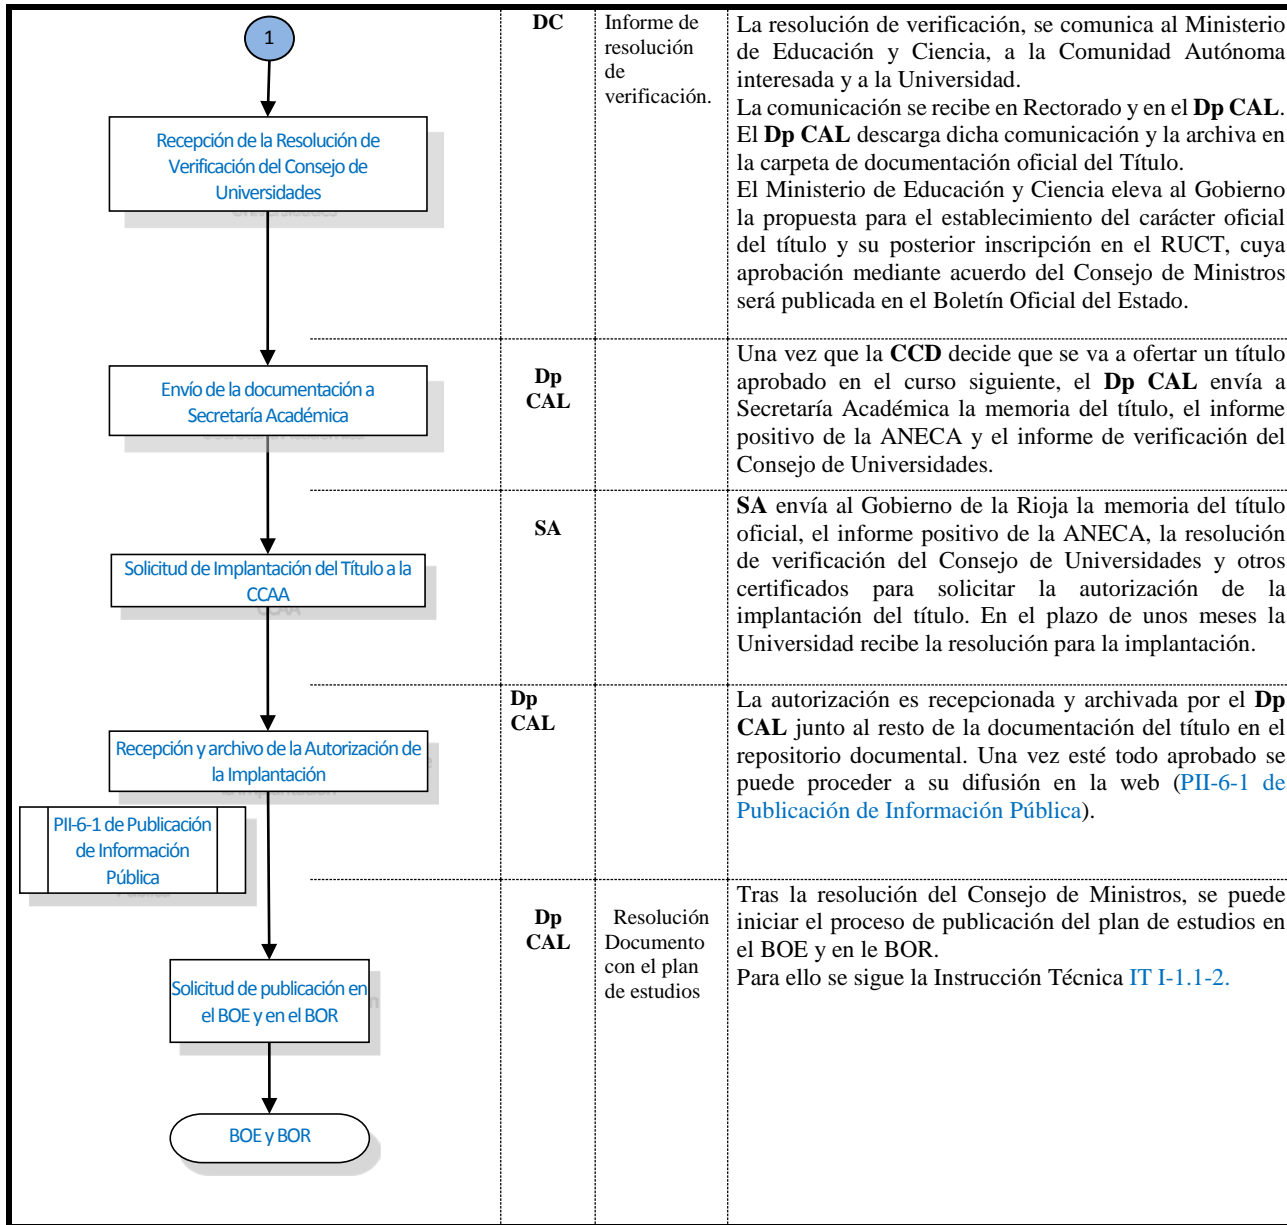 1
Recepción de la Resolución de
Verificación del Consejo de
Universidades
DC
Informe de
resolución
de
verificación.
La resolución de verificación, se comunica al Ministerio
de Educación y Ciencia, a la Comunidad Autónoma
interesada y a la Universidad.
La comunicación se recibe en Rectorado y en el Dp CAL.
El Dp CAL descarga dicha comunicación y la archiva en
la carpeta de documentación oficial del Título.
El Ministerio de Educación y Ciencia eleva al Gobierno
la propuesta para el establecimiento del carácter oficial
del título y su posterior inscripción en el RUCT, cuya
aprobación mediante acuerdo del Consejo de Ministros
será publicada en el Boletín Oficial del Estado.
Envío de la documentación a
Secretaría Académica
Dp
CAL
Una vez que la CCD decide que se va a ofertar un título
aprobado en el curso siguiente, el Dp CAL envía a
Secretaría Académica la memoria del título, el informe
positivo de la ANECA y el informe de verificación del
Consejo de Universidades.
Solicitud de Implantación del Título a la
CCAA
SA
SA envía al Gobierno de la Rioja la memoria del título
oficial, el informe positivo de la ANECA, la resolución
de verificación del Consejo de Universidades y otros
certificados para solicitar la autorización de la
implantación del título. En el plazo de unos meses la
Universidad recibe la resolución para la implantación.
Recepción y archivo de la Autorización de
la Implantación
PII-6-1 de Publicación
de Información
Pública
Dp
CAL
La autorización es recepcionada y archivada por el Dp
CAL junto al resto de la documentación del título en el
repositorio documental. Una vez esté todo aprobado se
puede proceder a su difusión en la web (PII-6-1 de
Publicación de Información Pública).
Solicitud de publicación en
el BOE y en el BOR
BOE y BOR
Dp
CAL
Resolución
Documento
con el plan
de estudios
Tras la resolución del Consejo de Ministros, se puede
iniciar el proceso de publicación del plan de estudios en
el BOE y en le BOR.
Para ello se sigue la Instrucción Técnica IT I-1.1-2.